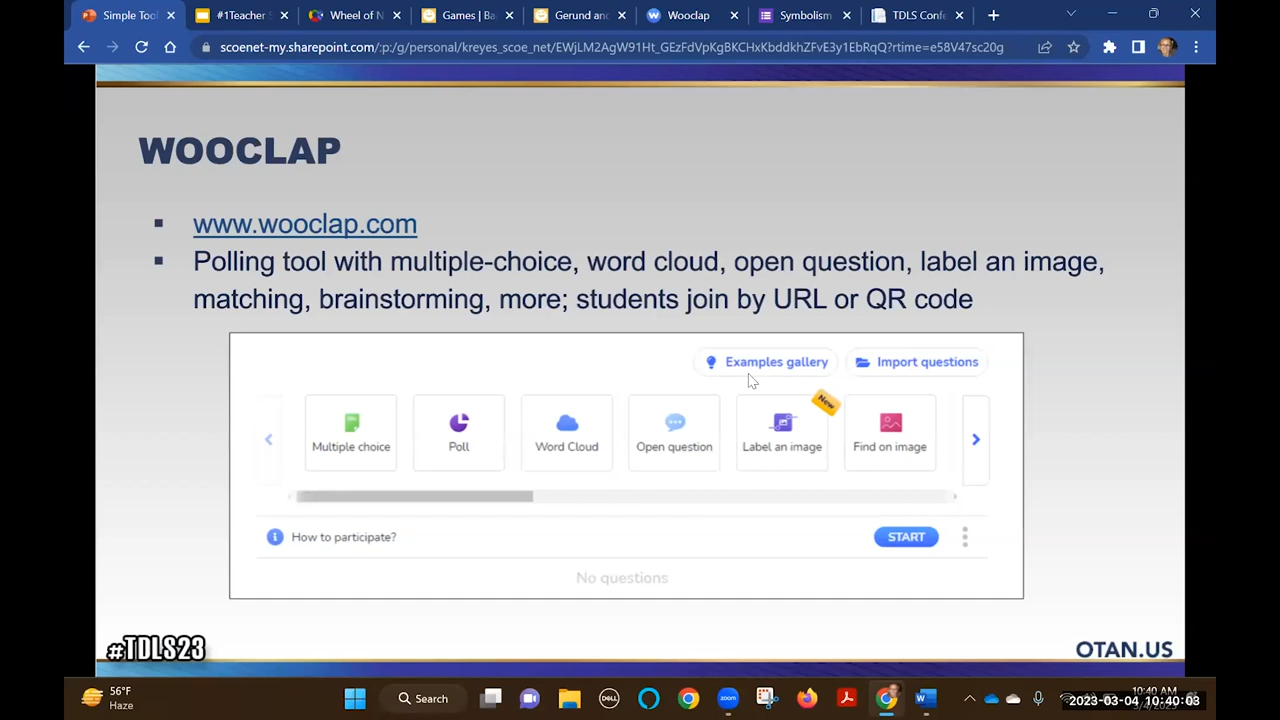 Simple Too
#1Teacher S
Wheel of N
Games | Ba
Gerund and
Wooclap
Symbolism
TDLS Confe
scoenet-my.sharepoint.com/:p:/g/personal/kreyes_scoe_net/EWjLM2AgW91Ht_GEzFdVpKgBKCHxKbddkhZFvE3y1EbRqQ?rtime=e58V47sc20g
WOOCLAP
▪ www.wooclap.com
▪ Polling tool with multiple-choice, word cloud, open question, label an image,
matching, brainstorming, more; students join by URL or QR code
Examples gallery
Import questions
New
Multiple choice
Poll
Word Cloud
Open question
Label an image
Find on image
How to participate?
START
No questions
#TDLS23
OTAN.US
56°F
Haze
Search
DELL
zoom
10:40 AM
2023-03-04 10:40:03